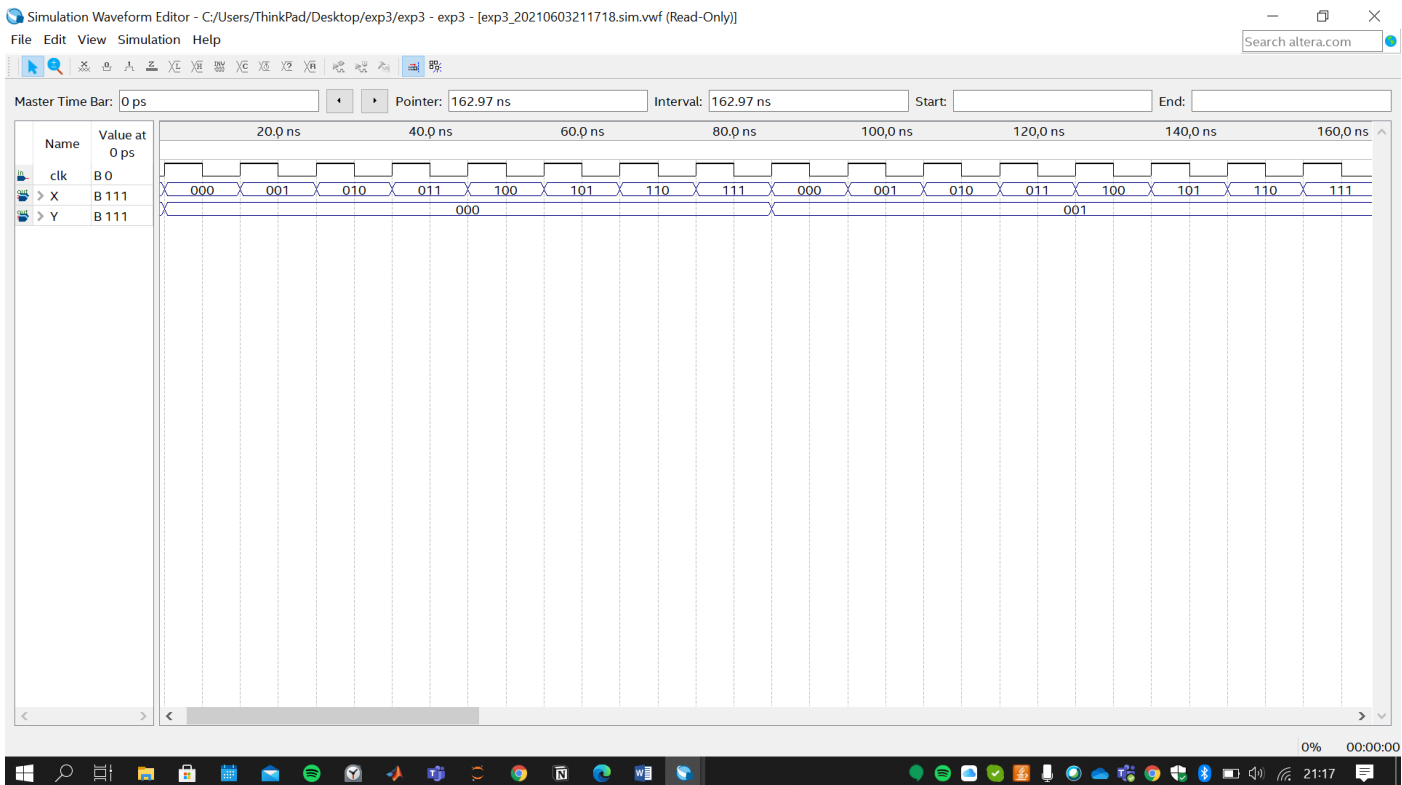 Simulation Waveform Editor - C:/Users/ThinkPad/Desktop/exp3/exp3 - exp3 - [exp3_20210603211718.sim.vwf (Read-Only)]
File Edit View Simulation Help
Search altera.com
Master Time Bar: 0 ps Pointer: 162.97 ns Interval: 162.97 ns Start: End:
Name Value at 0 ps 20.0 ns 40.0 ns 60.0 ns 80.0 ns 100,0 ns 120,0 ns 140,0 ns 160,0 ns
clk B 0
X B 111 000 001 010 011 100 101 110 111 000 001 010 011 100 101 110 111
Y B 111 000 001
0% 00:00:00
21:17